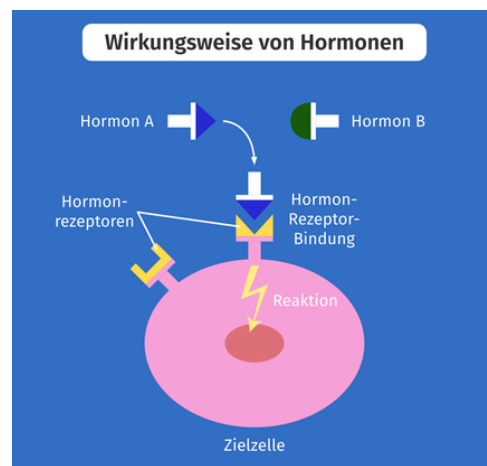 Wirkungsweise von Hormonen
Hormon A
Hormon B
Hormon-
rezeptoren
Hormon-
Rezeptor-
Bindung
Reaktion
Zielzelle